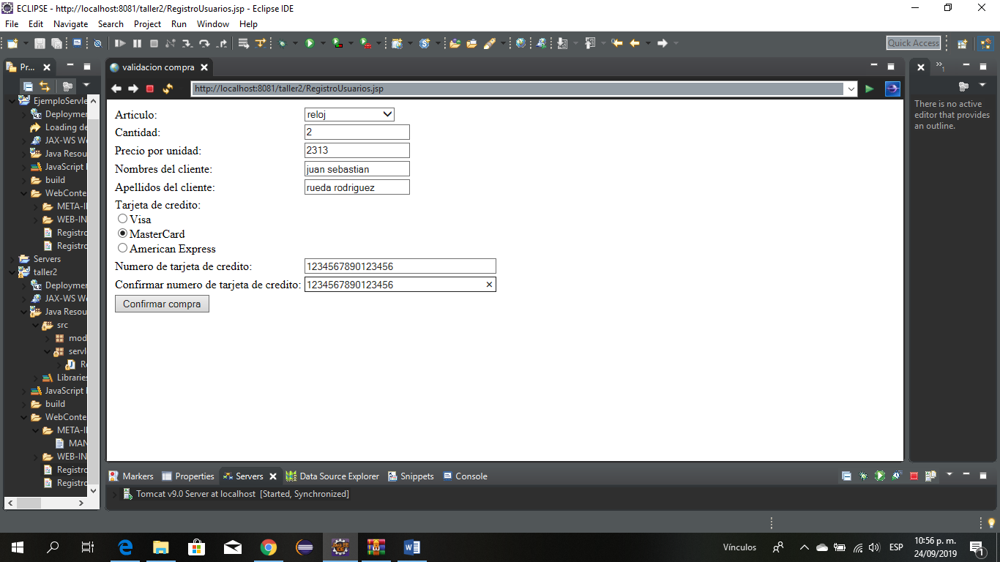 ECLIPSE - http://localhost:8081/taller2/RegistroUsuarios.jsp - Eclipse IDE
File Edit Navigate Search Project Run Window Help
Quick Access
Pr...
validacion compra
http://localhost:8081/taller2/RegistroUsuarios.jsp
EjemploServle
Deploymer
Loading de
JAX-WS We
Java Resou
JavaScript
build
WebConte
META-I
WEB-IN
Registro
Registro
Servers
taller2
Deploymer
JAX-WS We
Java Resou
src
mod
servl
R
Libraries
JavaScript
build
WebConte
META-I
MAN
WEB-IN
Registro
Registro
Articulo: reloj
Cantidad: 2
Precio por unidad: 2313
Nombres del cliente: juan sebastian
Apellidos del cliente: rueda rodriguez
Tarjeta de credito:
Visa
MasterCard
American Express
Numero de tarjeta de credito: 1234567890123456
Confirmar numero de tarjeta de credito: 1234567890123456
Confirmar compra
There is no active
editor that provides
an outline.
Markers Properties Servers Data Source Explorer Snippets Console
Tomcat v9.0 Server at localhost [Started, Synchronized]
Vínculos ESP 10:56 p. m.
24/09/2019
1